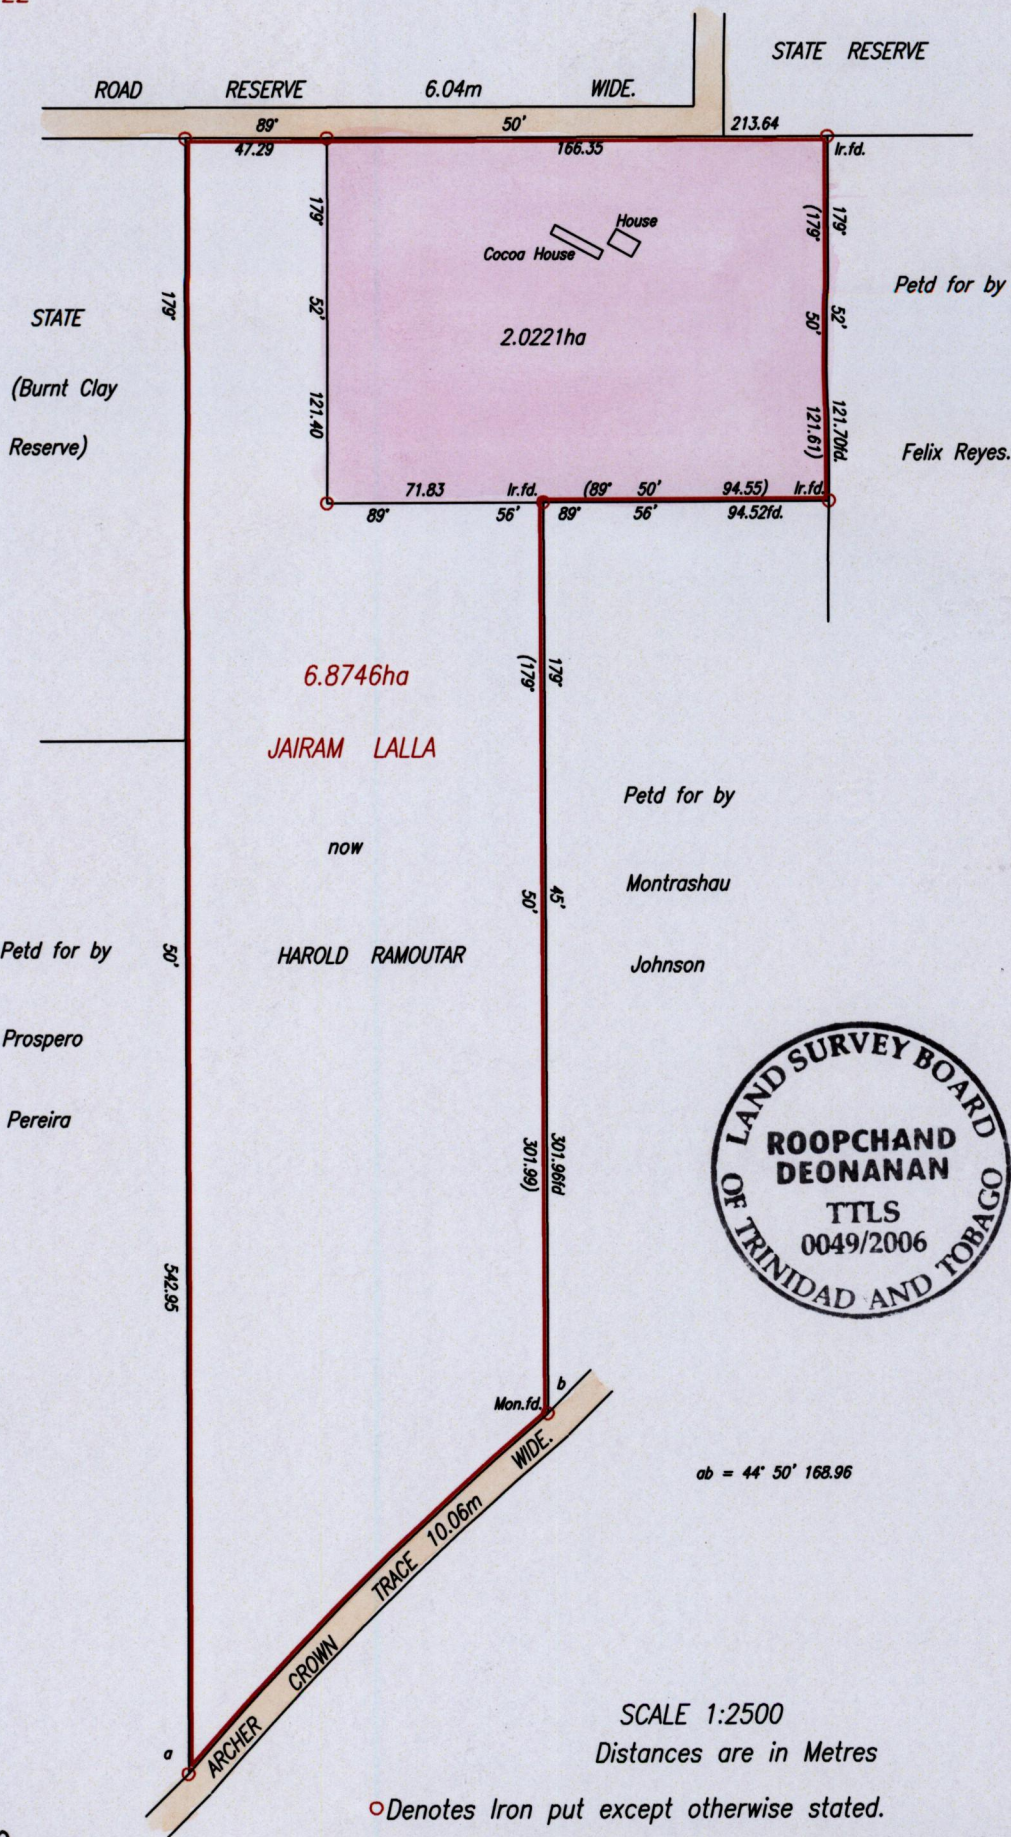 STATE RESERVE
ROAD RESERVE 6.04m WIDE.
89° 50' 213.64
47.29 166.35 Ir.fd.
179° 52' 121.40
House
Cocoa House
2.0221ha
(179° 50' 121.61)
179° 52' 121.70fd.
Petd for by
Felix Reyes.
STATE
(Burnt Clay
Reserve)
179° 50' 542.95
71.83 Ir.fd. (89° 50' 94.55) Ir.fd.
89° 56' 89° 56' 94.52fd.
6.8746ha
JAIRAM LALLA
now
HAROLD RAMOUTAR
(179° 50' 301.99)
179° 45' 301.96fd
Petd for by
Montrashau
Johnson
Petd for by
Prospero
Pereira
LAND SURVEY BOARD
ROOPCHAND
DEONANAN
TTLS
0049/2006
OF TRINIDAD AND TOBAGO
b
Mon.fd.
ab = 44° 50' 168.96
ARCHER CROWN TRACE 10.06m WIDE.
a
SCALE 1:2500
Distances are in Metres
Denotes Iron put except otherwise stated.